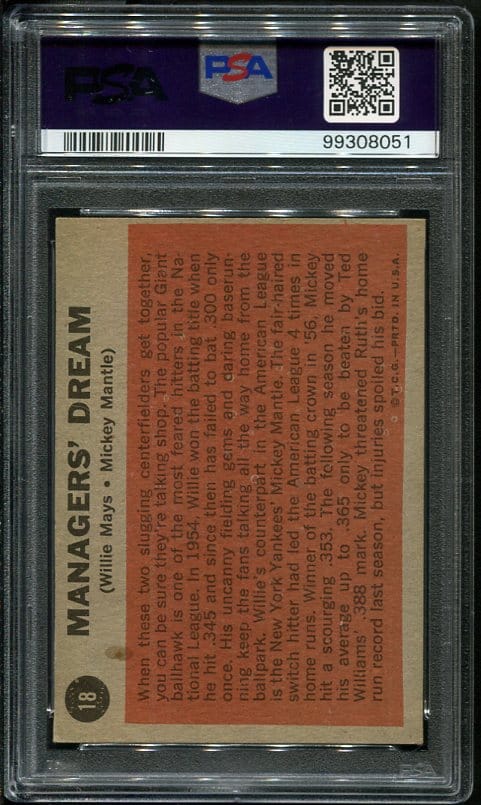 PSA
PSA
99308051
18
MANAGERS' DREAM
(Willie Mays • Mickey Mantle)
When these two slugging centerfielders get together,
you can be sure they're talking shop. The popular Giant
ballhawk is one of the most feared hitters in the Na-
tional League. In 1954, Willie won the batting title when
he hit .345 and since then has failed to bat .300 only
once. His uncanny fielding gems and daring baserun-
ning keep the fans talking all the way home from the
ballpark. Willie's counterpart in the American League
is the New York Yankees' Mickey Mantle. The fair-haired
switch hitter had led the American League 4 times in
home runs. Winner of the batting crown in '56, Mickey
hit a scourging .353. The following season he moved
his average up to .365 only to be beaten by Ted
Williams' .388 mark. Mickey threatened Ruth's home
run record last season, but injuries spoiled his bid.
© T.C.G.—PRTD. IN U.S.A.
PSA